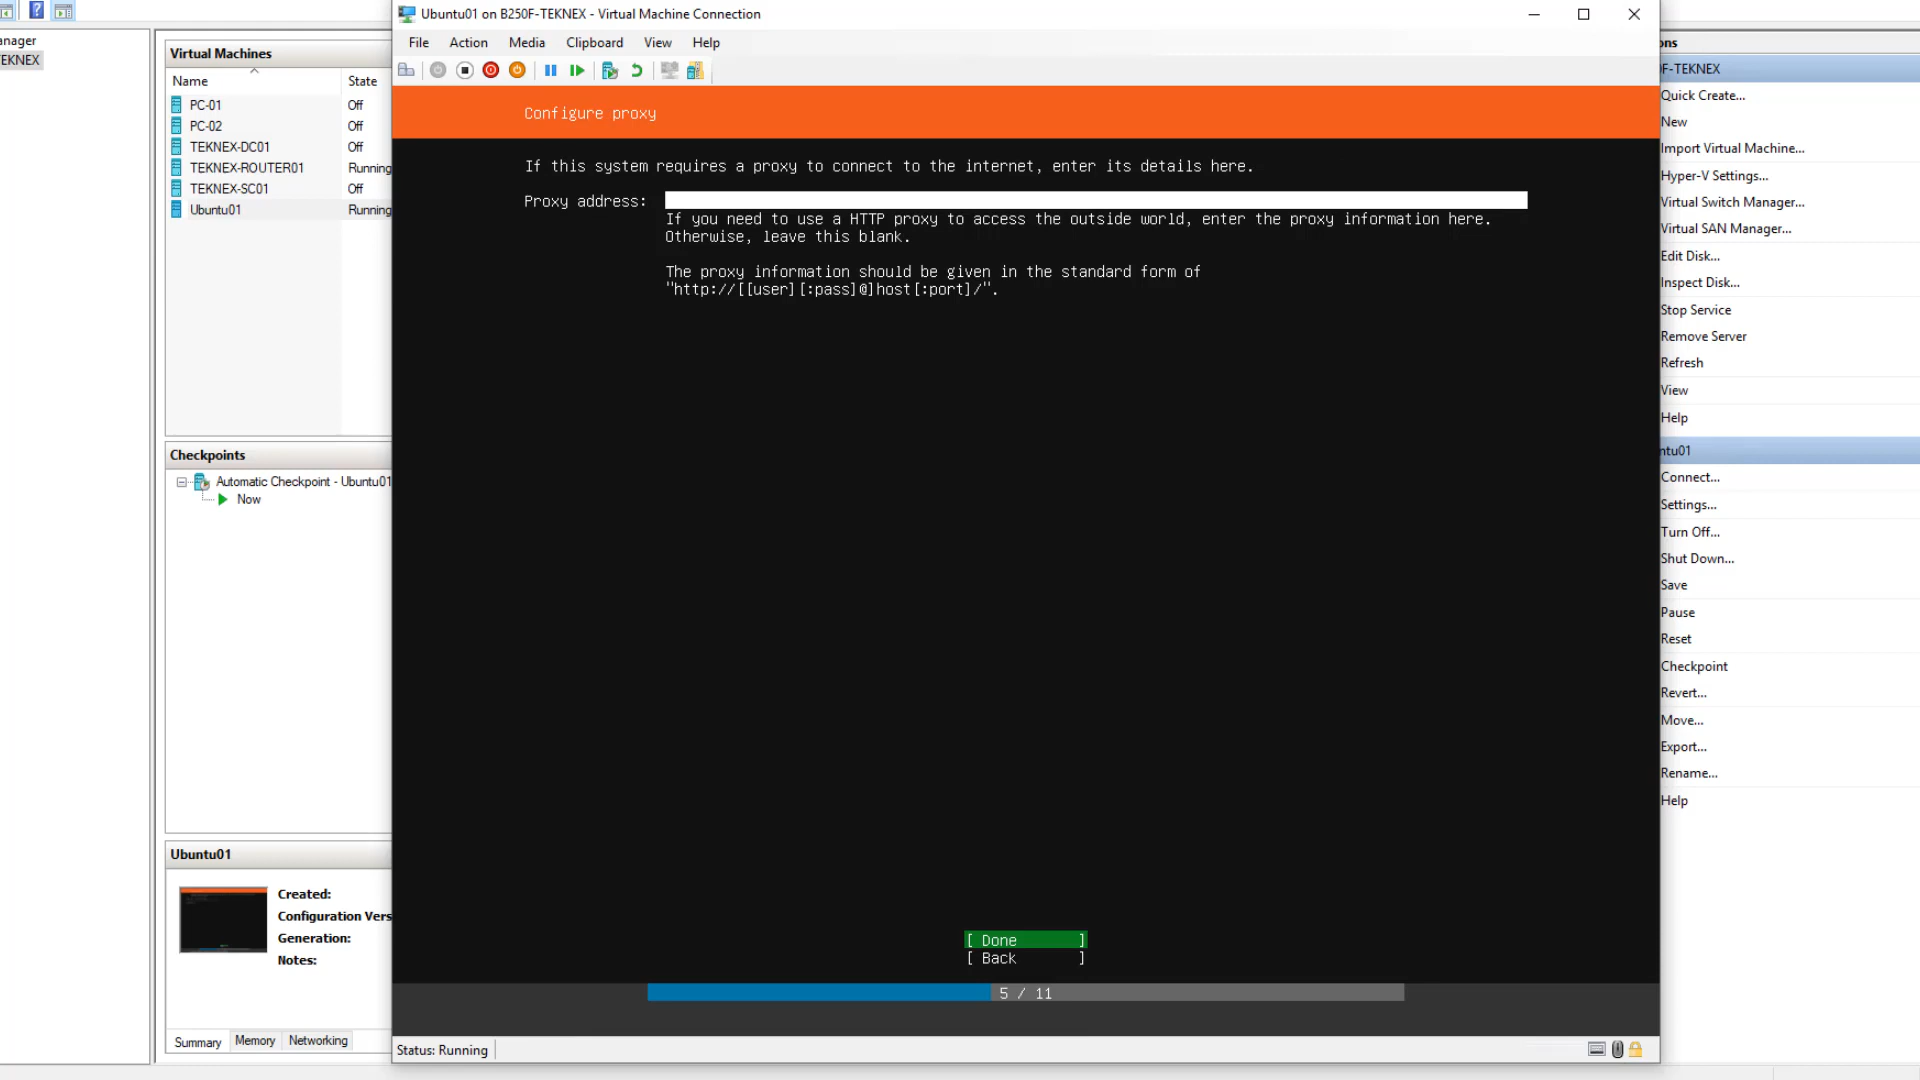 Ubuntu01 on B250F-TEKNEX - Virtual Machine Connection
File Action Media Clipboard View Help
anager
EKNEX
Virtual Machines
Name State
PC-01 Off
PC-02 Off
TEKNEX-DC01 Off
TEKNEX-ROUTER01 Running
TEKNEX-SC01 Off
Ubuntu01 Running
Checkpoints
Automatic Checkpoint - Ubuntu01
Now
Ubuntu01
Created:
Configuration Vers
Generation:
Notes:
Summary Memory Networking
Configure proxy
If this system requires a proxy to connect to the internet, enter its details here.
Proxy address:
If you need to use a HTTP proxy to access the outside world, enter the proxy information here.
Otherwise, leave this blank.
The proxy information should be given in the standard form of
"http://[[user][:pass]@]host[:port]/".
[ Done ]
[ Back ]
5 / 11
Status: Running
ons
F-TEKNEX
Quick Create...
New
Import Virtual Machine...
Hyper-V Settings...
Virtual Switch Manager...
Virtual SAN Manager...
Edit Disk...
Inspect Disk...
Stop Service
Remove Server
Refresh
View
Help
ntu01
Connect...
Settings...
Turn Off...
Shut Down...
Save
Pause
Reset
Checkpoint
Revert...
Move...
Export...
Rename...
Help